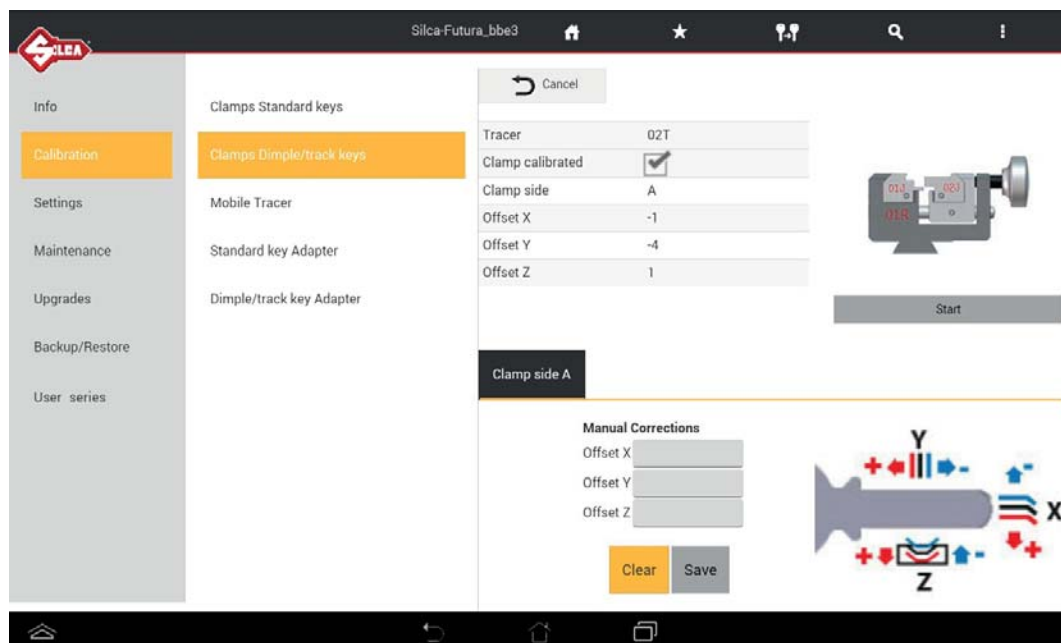 SILCA
Silca-Futura_bbe3
Info
Calibration
Settings
Maintenance
Upgrades
Backup/Restore
User series
Clamps Standard keys
Clamps Dimple/track keys
Mobile Tracer
Standard key Adapter
Dimple/track key Adapter
Cancel
Tracer 02T
Clamp calibrated
Clamp side A
Offset X -1
Offset Y -4
Offset Z 1
01J 02J
01R
Start
Clamp side A
Manual Corrections
Offset X
Offset Y
Offset Z
Clear Save
Y
+ -
-
X
+
+ -
Z